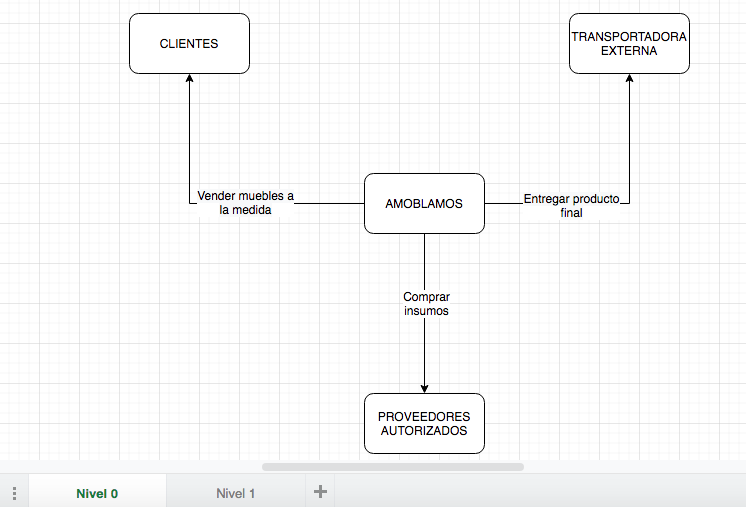 CLIENTES
TRANSPORTADORA
EXTERNA
Vender muebles a
la medida
AMOBLAMOS
Entregar producto
final
Comprar
insumos
PROVEEDORES
AUTORIZADOS
Nivel 0
Nivel 1